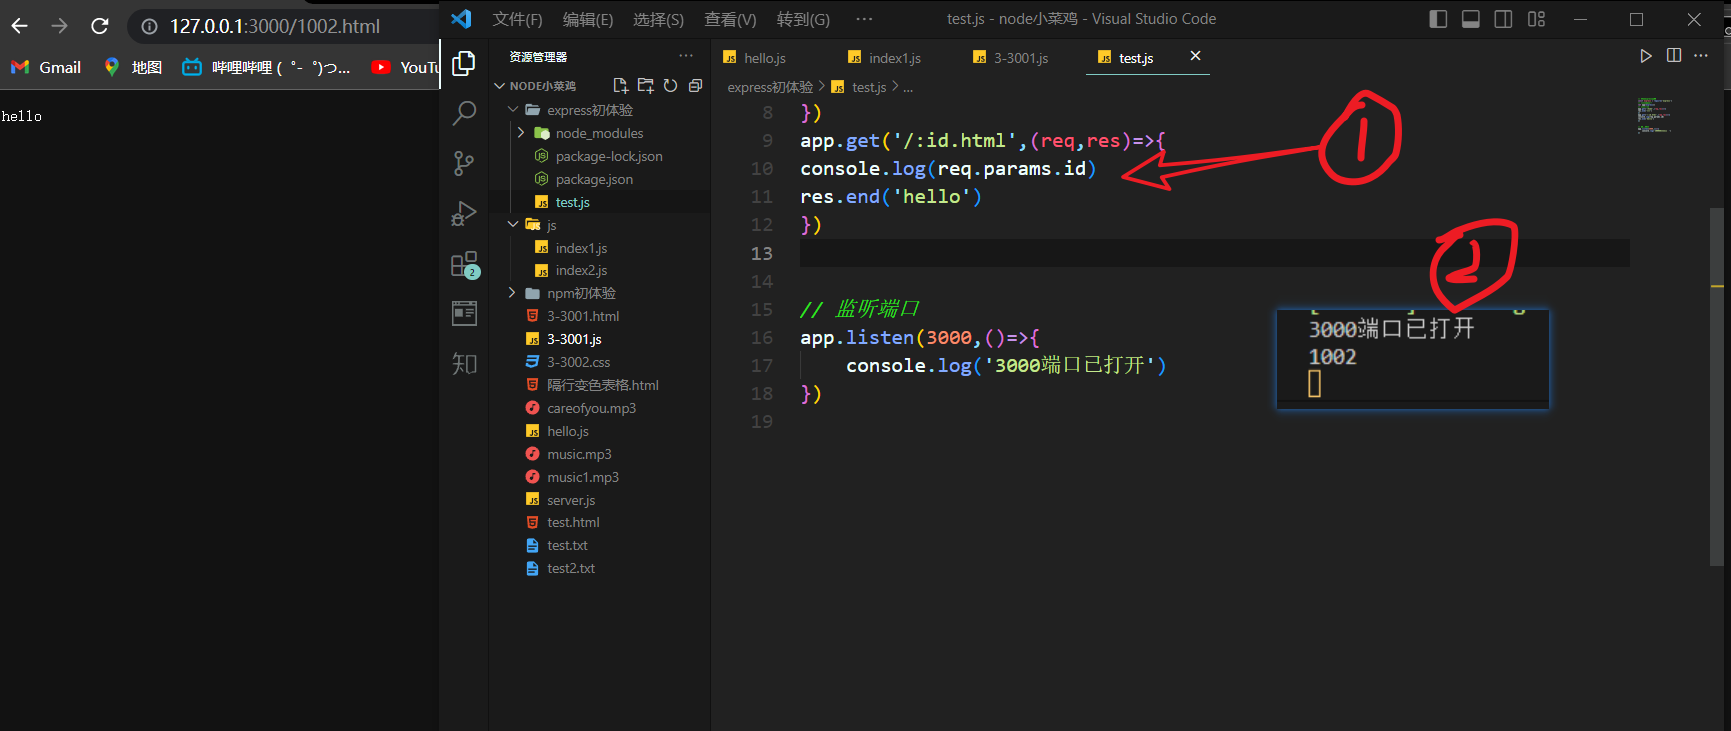 127.0.0.1:3000/1002.html
Gmail
地图
哔哩哔哩 (゜-゜)つ...
YouTu
hello
文件(F) 编辑(E) 选择(S) 查看(V) 转到(G) ···
test.js - node小菜鸡 - Visual Studio Code
资源管理器
NODE小菜鸡
express初体验
node_modules
package-lock.json
package.json
test.js
js
index1.js
index2.js
npm初体验
3-3001.html
3-3001.js
3-3002.css
隔行变色表格.html
careofyou.mp3
hello.js
music.mp3
music1.mp3
server.js
test.html
test.txt
test2.txt
2
知
hello.js index1.js 3-3001.js test.js
express初体验 > test.js > ...
8 })
9 app.get('/:id.html',(req,res)=>{
10 console.log(req.params.id)
11 res.end('hello')
12 })
13
14
15 // 监听端口
16 app.listen(3000,()=>{
17 console.log('3000端口已打开')
18 })
19
1
2
3000端口已打开
1002